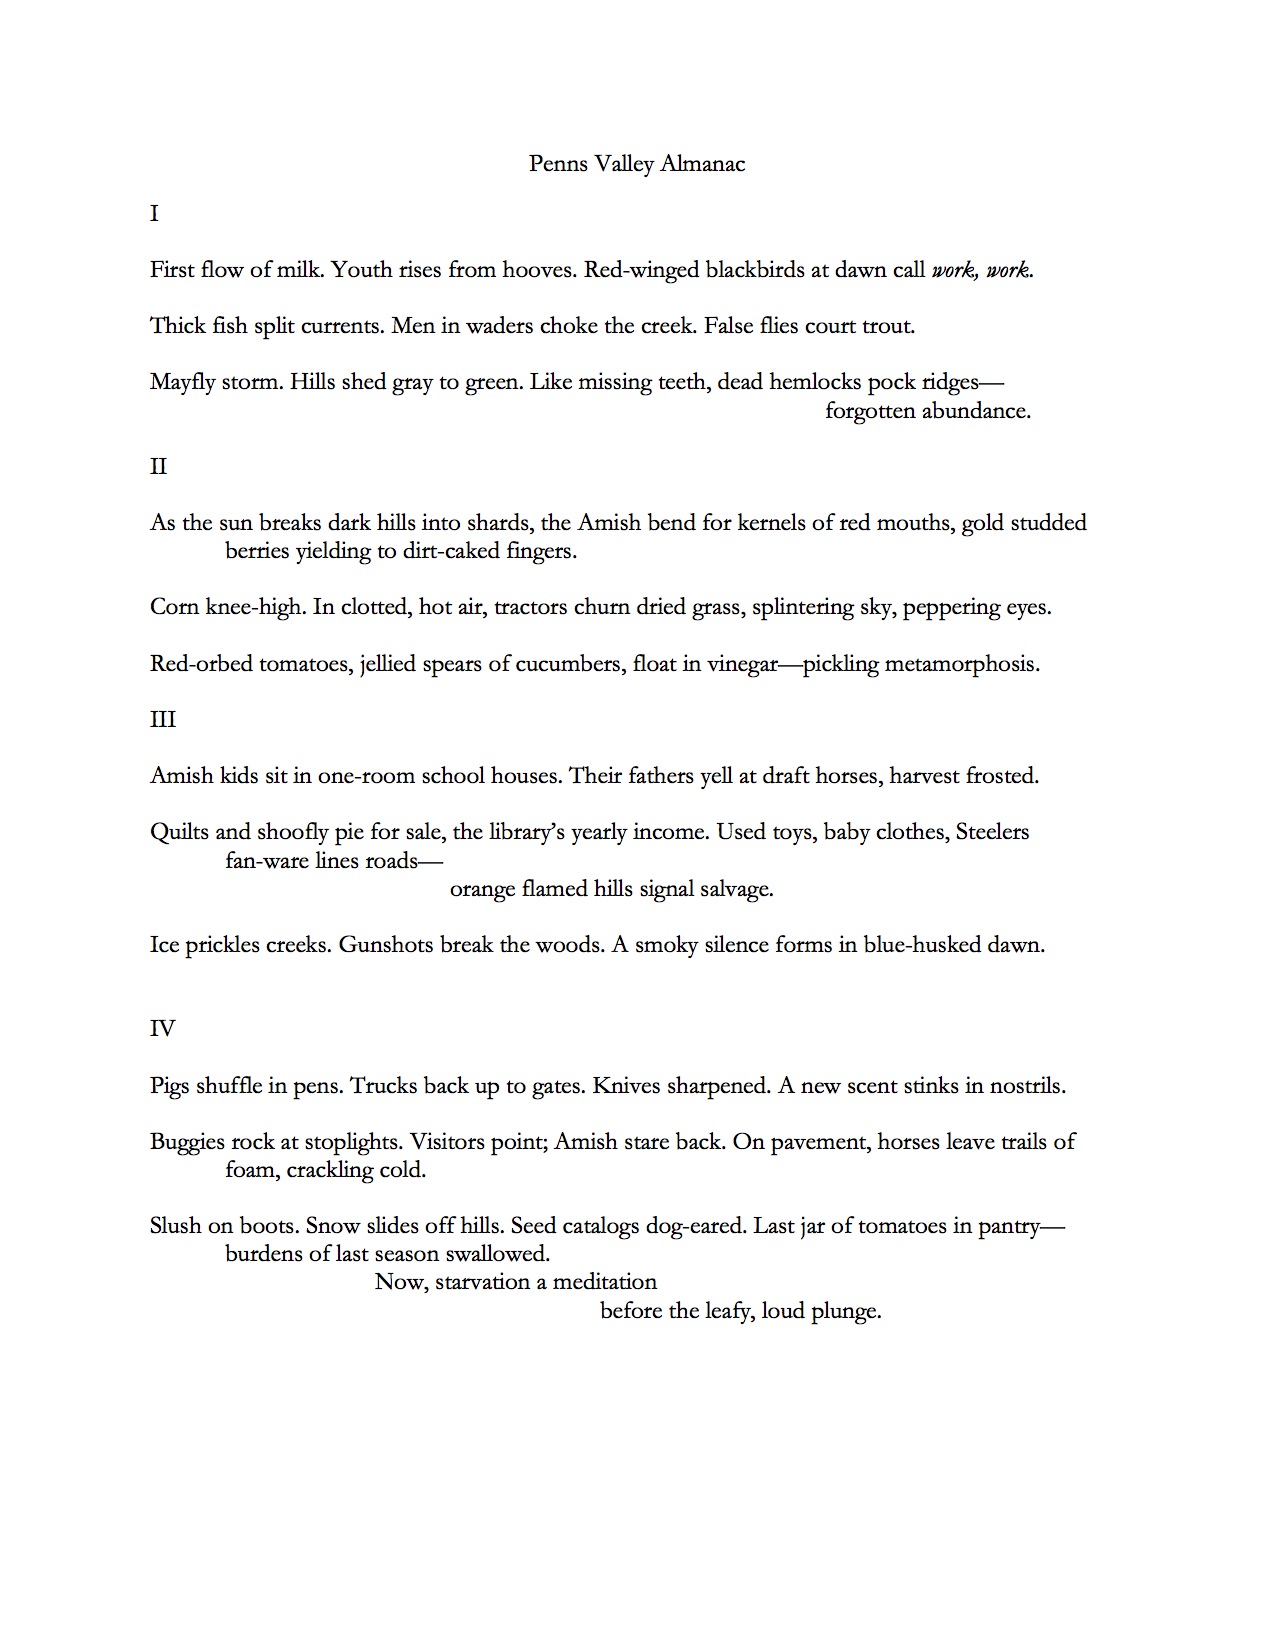 Penns Valley Almanac
I
First flow of milk. Youth rises from hooves. Red-winged blackbirds at dawn call work, work.
Thick fish split currents. Men in waders choke the creek. False flies court trout.
Mayfly storm. Hills shed gray to green. Like missing teeth, dead hemlocks pock ridges—
forgotten abundance.
II
As the sun breaks dark hills into shards, the Amish bend for kernels of red mouths, gold studded
berries yielding to dirt-caked fingers.
Corn knee-high. In clotted, hot air, tractors churn dried grass, splintering sky, peppering eyes.
Red-orbed tomatoes, jellied spears of cucumbers, float in vinegar—pickling metamorphosis.
III
Amish kids sit in one-room school houses. Their fathers yell at draft horses, harvest frosted.
Quilts and shoofly pie for sale, the library’s yearly income. Used toys, baby clothes, Steelers
fan-ware lines roads—
orange flamed hills signal salvage.
Ice prickles creeks. Gunshots break the woods. A smoky silence forms in blue-husked dawn.
IV
Pigs shuffle in pens. Trucks back up to gates. Knives sharpened. A new scent stinks in nostrils.
Buggies rock at stoplights. Visitors point; Amish stare back. On pavement, horses leave trails of
foam, crackling cold.
Slush on boots. Snow slides off hills. Seed catalogs dog-eared. Last jar of tomatoes in pantry—
burdens of last season swallowed.
Now, starvation a meditation
before the leafy, loud plunge.